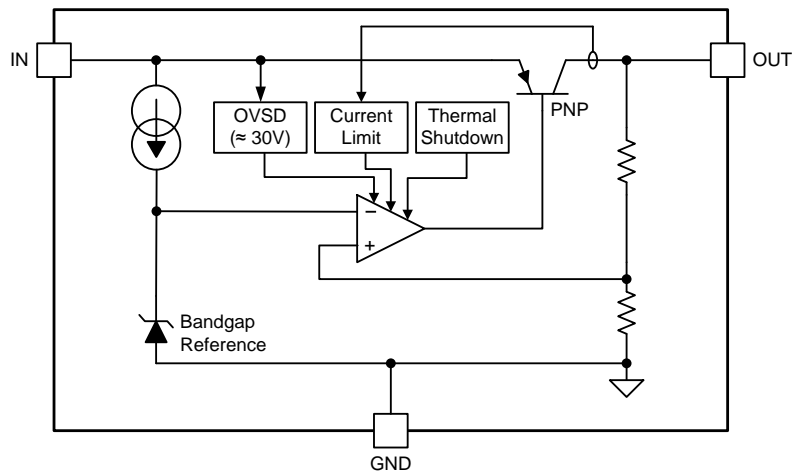 IN
OUT
PNP
OVSD
(≈ 30V)
Current
Limit
Thermal
Shutdown
−
+
Bandgap
Reference
GND